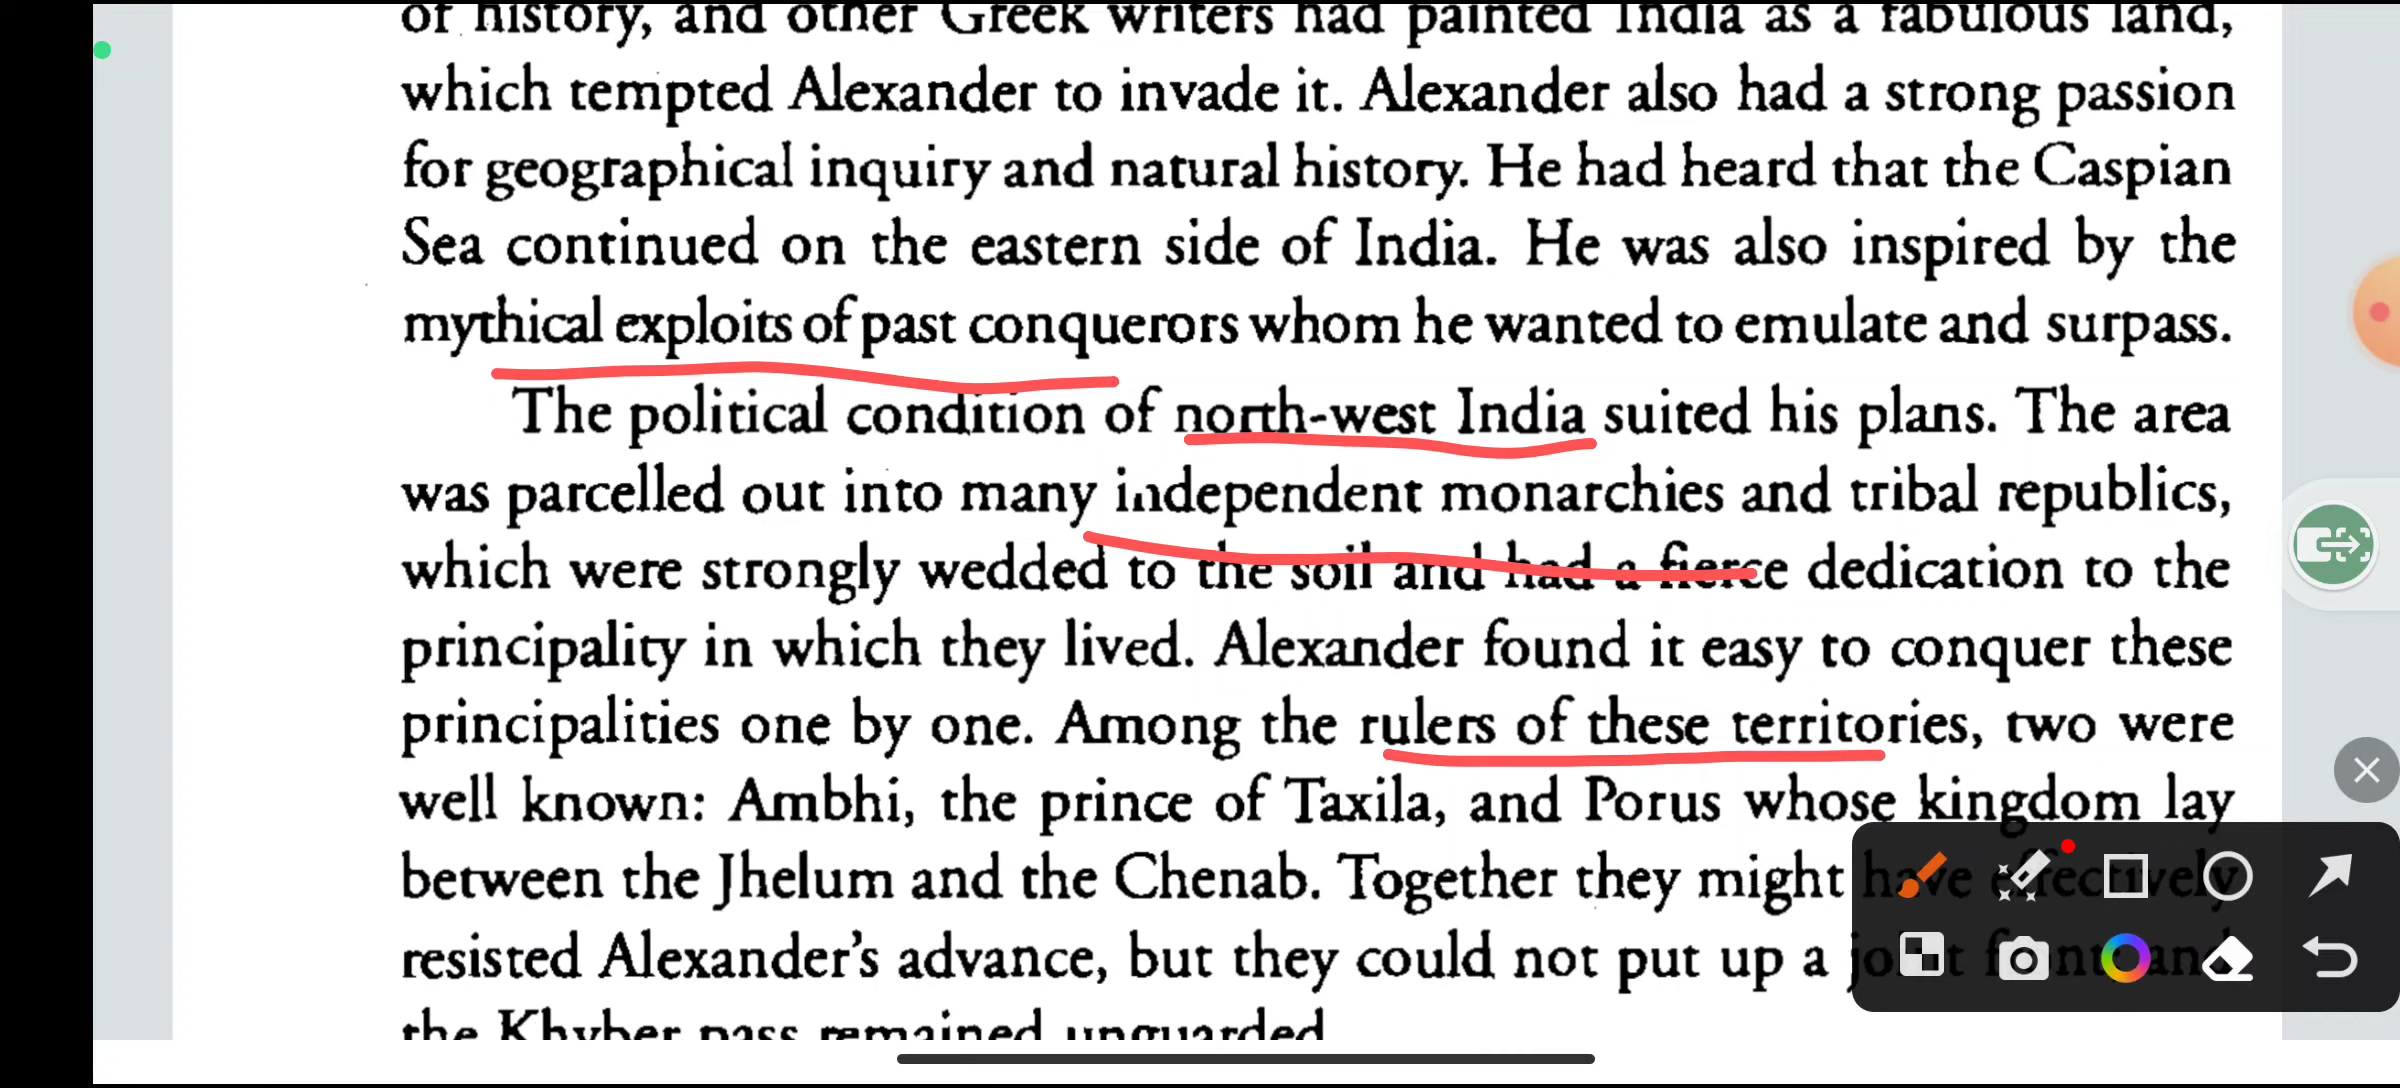 of history, and other Greek writers had painted India as a fabulous land,
which tempted Alexander to invade it. Alexander also had a strong passion
for geographical inquiry and natural history. He had heard that the Caspian
Sea continued on the eastern side of India. He was also inspired by the
mythical exploits of past conquerors whom he wanted to emulate and surpass.
The political condition of north-west India suited his plans. The area
was parcelled out into many independent monarchies and tribal republics,
which were strongly wedded to the soil and had a fierce dedication to the
principality in which they lived. Alexander found it easy to conquer these
principalities one by one. Among the rulers of these territories, two were
well known: Ambhi, the prince of Taxila, and Porus whose kingdom lay
between the Jhelum and the Chenab. Together they might have effectively
resisted Alexander's advance, but they could not put up a joint front and
the Khyber pass remained unguarded.